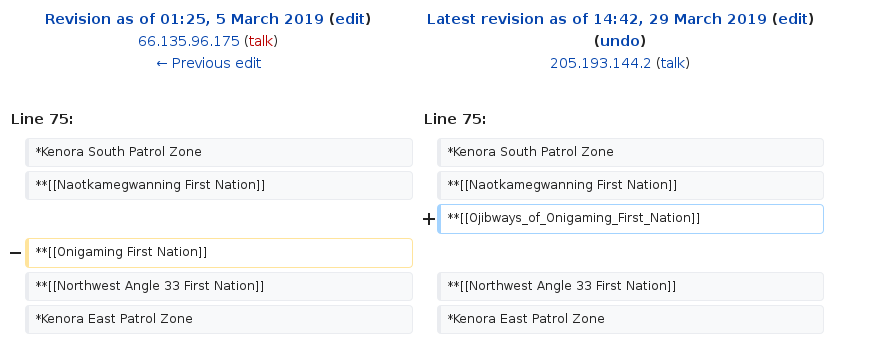 Revision as of 01:25, 5 March 2019 (edit)
66.135.96.175 (talk)
← Previous edit
Latest revision as of 14:42, 29 March 2019 (edit)
(undo)
205.193.144.2 (talk)
Line 75:
Line 75:
*Kenora South Patrol Zone
*Kenora South Patrol Zone
**[[Naotkamegwanning First Nation]]
**[[Naotkamegwanning First Nation]]
+ **[[Ojibways_of_Onigaming_First_Nation]]
− **[[Onigaming First Nation]]
**[[Northwest Angle 33 First Nation]]
**[[Northwest Angle 33 First Nation]]
*Kenora East Patrol Zone
*Kenora East Patrol Zone